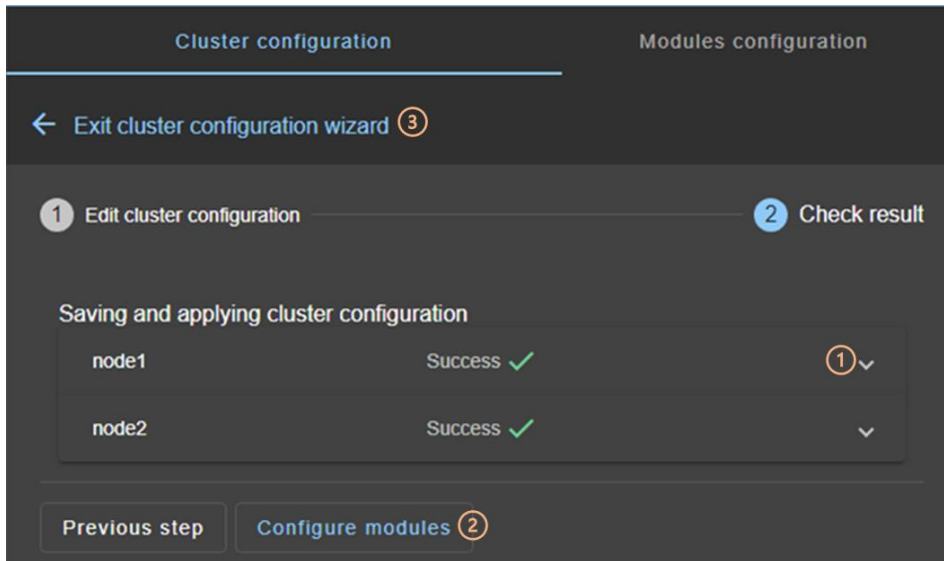 Cluster configuration Modules configuration
← Exit cluster configuration wizard ③
1 Edit cluster configuration 2 Check result
Saving and applying cluster configuration
node1 Success ✓ ①
node2 Success ✓
Previous step Configure modules ②